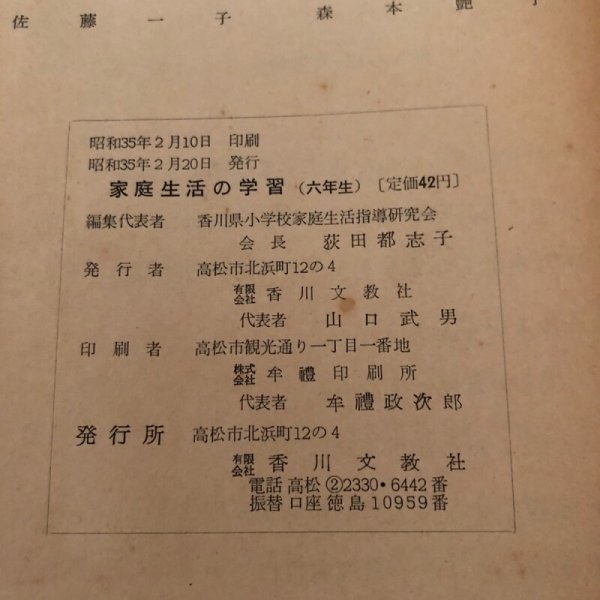 佐藤一子 森本艶子
昭和35年2月10日 印刷
昭和35年2月20日 発行
家庭生活の学習（六年生）〔定価42円〕
編集代表者 香川県小学校家庭生活指導研究会
会長 荻田都志子
発行者 高松市北浜町12の4
有限会社 香川文教社
代表者 山口武男
印刷者 高松市観光通り一丁目一番地
株式会社 牟禮印刷所
代表者 牟禮政次郎
発行所 高松市北浜町12の4
有限会社 香川文教社
電話 高松 ②2330・6442番
振替口座徳島10959番